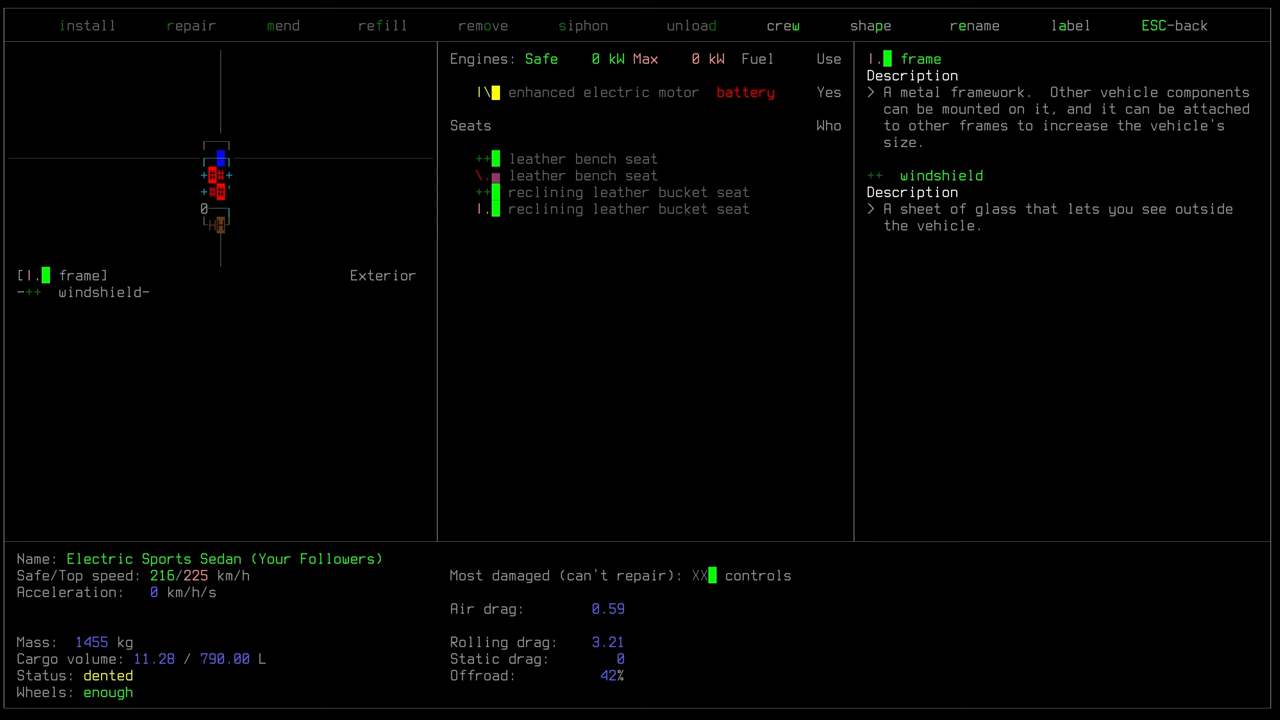 install repair mend refill remove siphon unload crew shape rename label ESC-back
Engines: Safe 0 kW Max 0 kW Fuel Use
|\ enhanced electric motor battery Yes
Seats Who
++ leather bench seat
\. leather bench seat
++ reclining leather bucket seat
|. reclining leather bucket seat
|. frame
Description
> A metal framework. Other vehicle components
can be mounted on it, and it can be attached
to other frames to increase the vehicle's
size.
++ windshield
Description
> A sheet of glass that lets you see outside
the vehicle.
[|. frame] Exterior
-++ windshield-
Name: Electric Sports Sedan (Your Followers)
Safe/Top speed: 216/225 km/h
Acceleration: 0 km/h/s
Mass: 1455 kg
Cargo volume: 11.28 / 790.00 L
Status: dented
Wheels: enough
Most damaged (can't repair): XX controls
Air drag: 0.59
Rolling drag: 3.21
Static drag: 0
Offroad: 42%